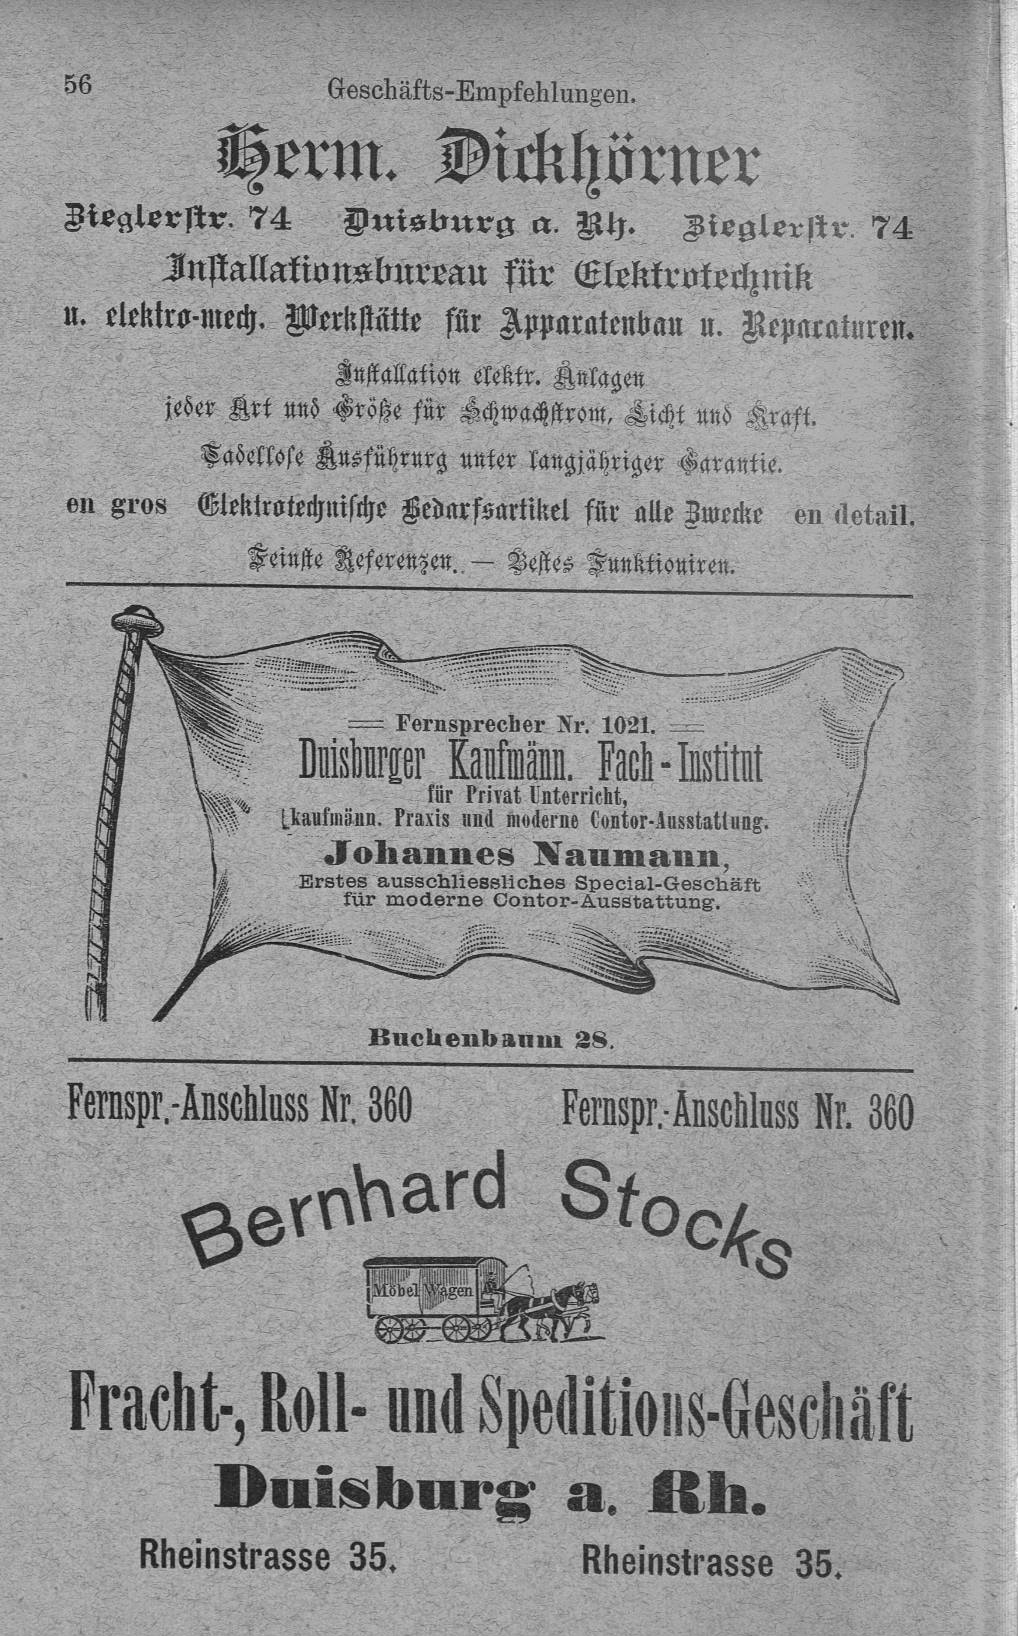 56
Geschäfts-Empfehlungen.
Herm. Dickhörner
Zieglerstr. 74 Duisburg a. Rh. Zieglerstr. 74
Installationsbureau für Elektrotechnik
u. elektro-mech. Werkstätte für Apparatenbau u. Reparaturen.
Installation elektr. Anlagen
jeder Art und Größe für Schwachstrom, Licht und Kraft.
Tadellose Ausführurg unter langjähriger Garantie.
en gros Elektrotechnische Bedarfsartikel für alle Zwecke en detail.
Feinste Referenzen. — Bestes Funktioniren.
Fernsprecher Nr. 1021.
Duisburger Kaufmänn. Fach-Institut
für Privat Unterricht,
kaufmänn. Praxis und moderne Contor-Ausstattung.
Johannes Naumann,
Erstes ausschliessliches Special-Geschäft
für moderne Contor-Ausstattung.
Buchenbaum 28.
Fernspr.-Anschluss Nr. 360 Fernspr.-Anschluss Nr. 360
Bernhard Stocks
Möbel Wagen
Fracht-, Roll- und Speditions-Geschäft
Duisburg a. Rh.
Rheinstrasse 35. Rheinstrasse 35.